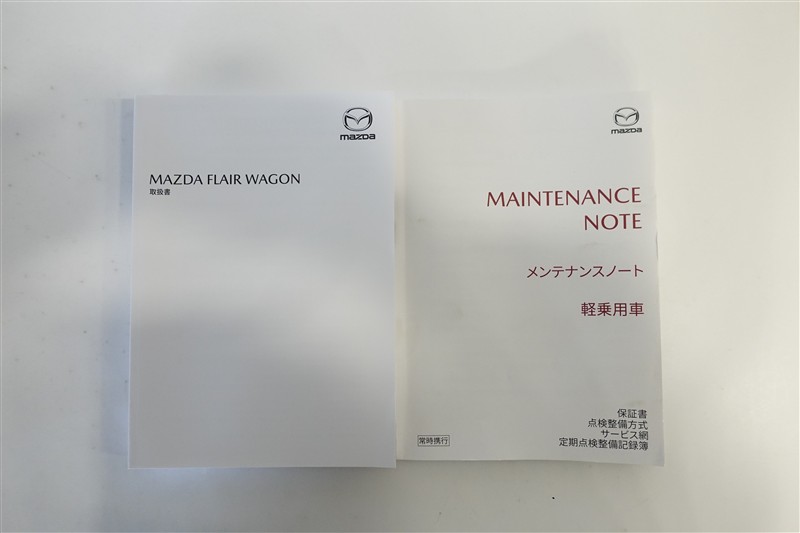 mazda
MAZDA FLAIR WAGON
取扱書
mazda
MAINTENANCE
NOTE
メンテナンスノート
軽乗用車
保証書
点検整備方式
サービス網
定期点検整備記録簿
常時携行